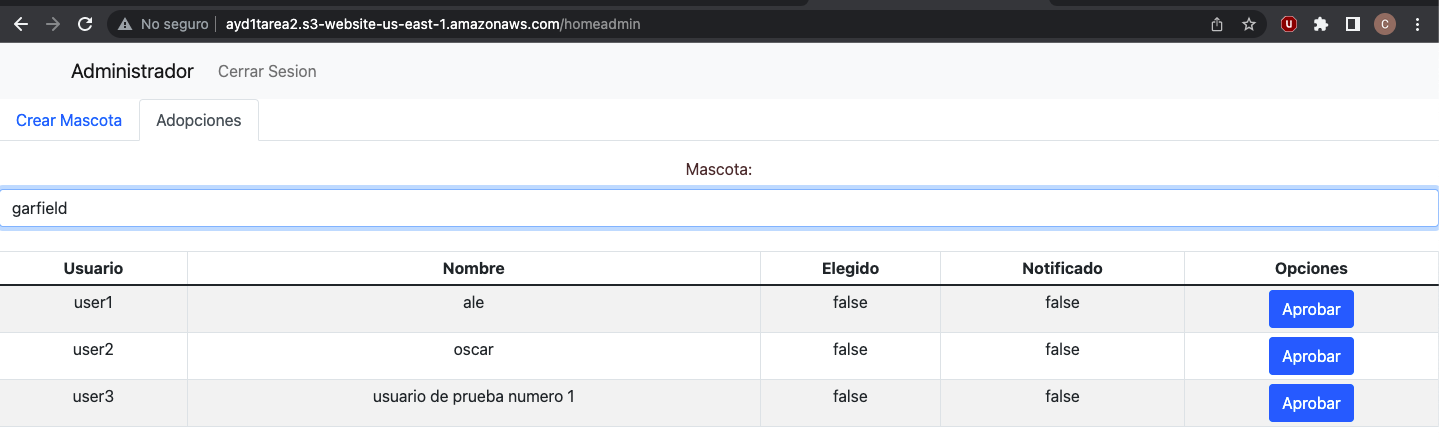 No seguro ayd1tarea2.s3-website-us-east-1.amazonaws.com/homeadmin U C
Administrador Cerrar Sesion
Crear Mascota Adopciones
Mascota:
garfield
Usuario Nombre Elegido Notificado Opciones
user1 ale false false Aprobar
user2 oscar false false Aprobar
user3 usuario de prueba numero 1 false false Aprobar